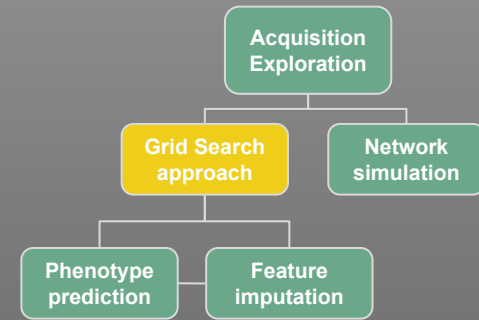 Acquisition
Exploration
Grid Search
approach
Network
simulation
Phenotype
prediction
Feature
imputation